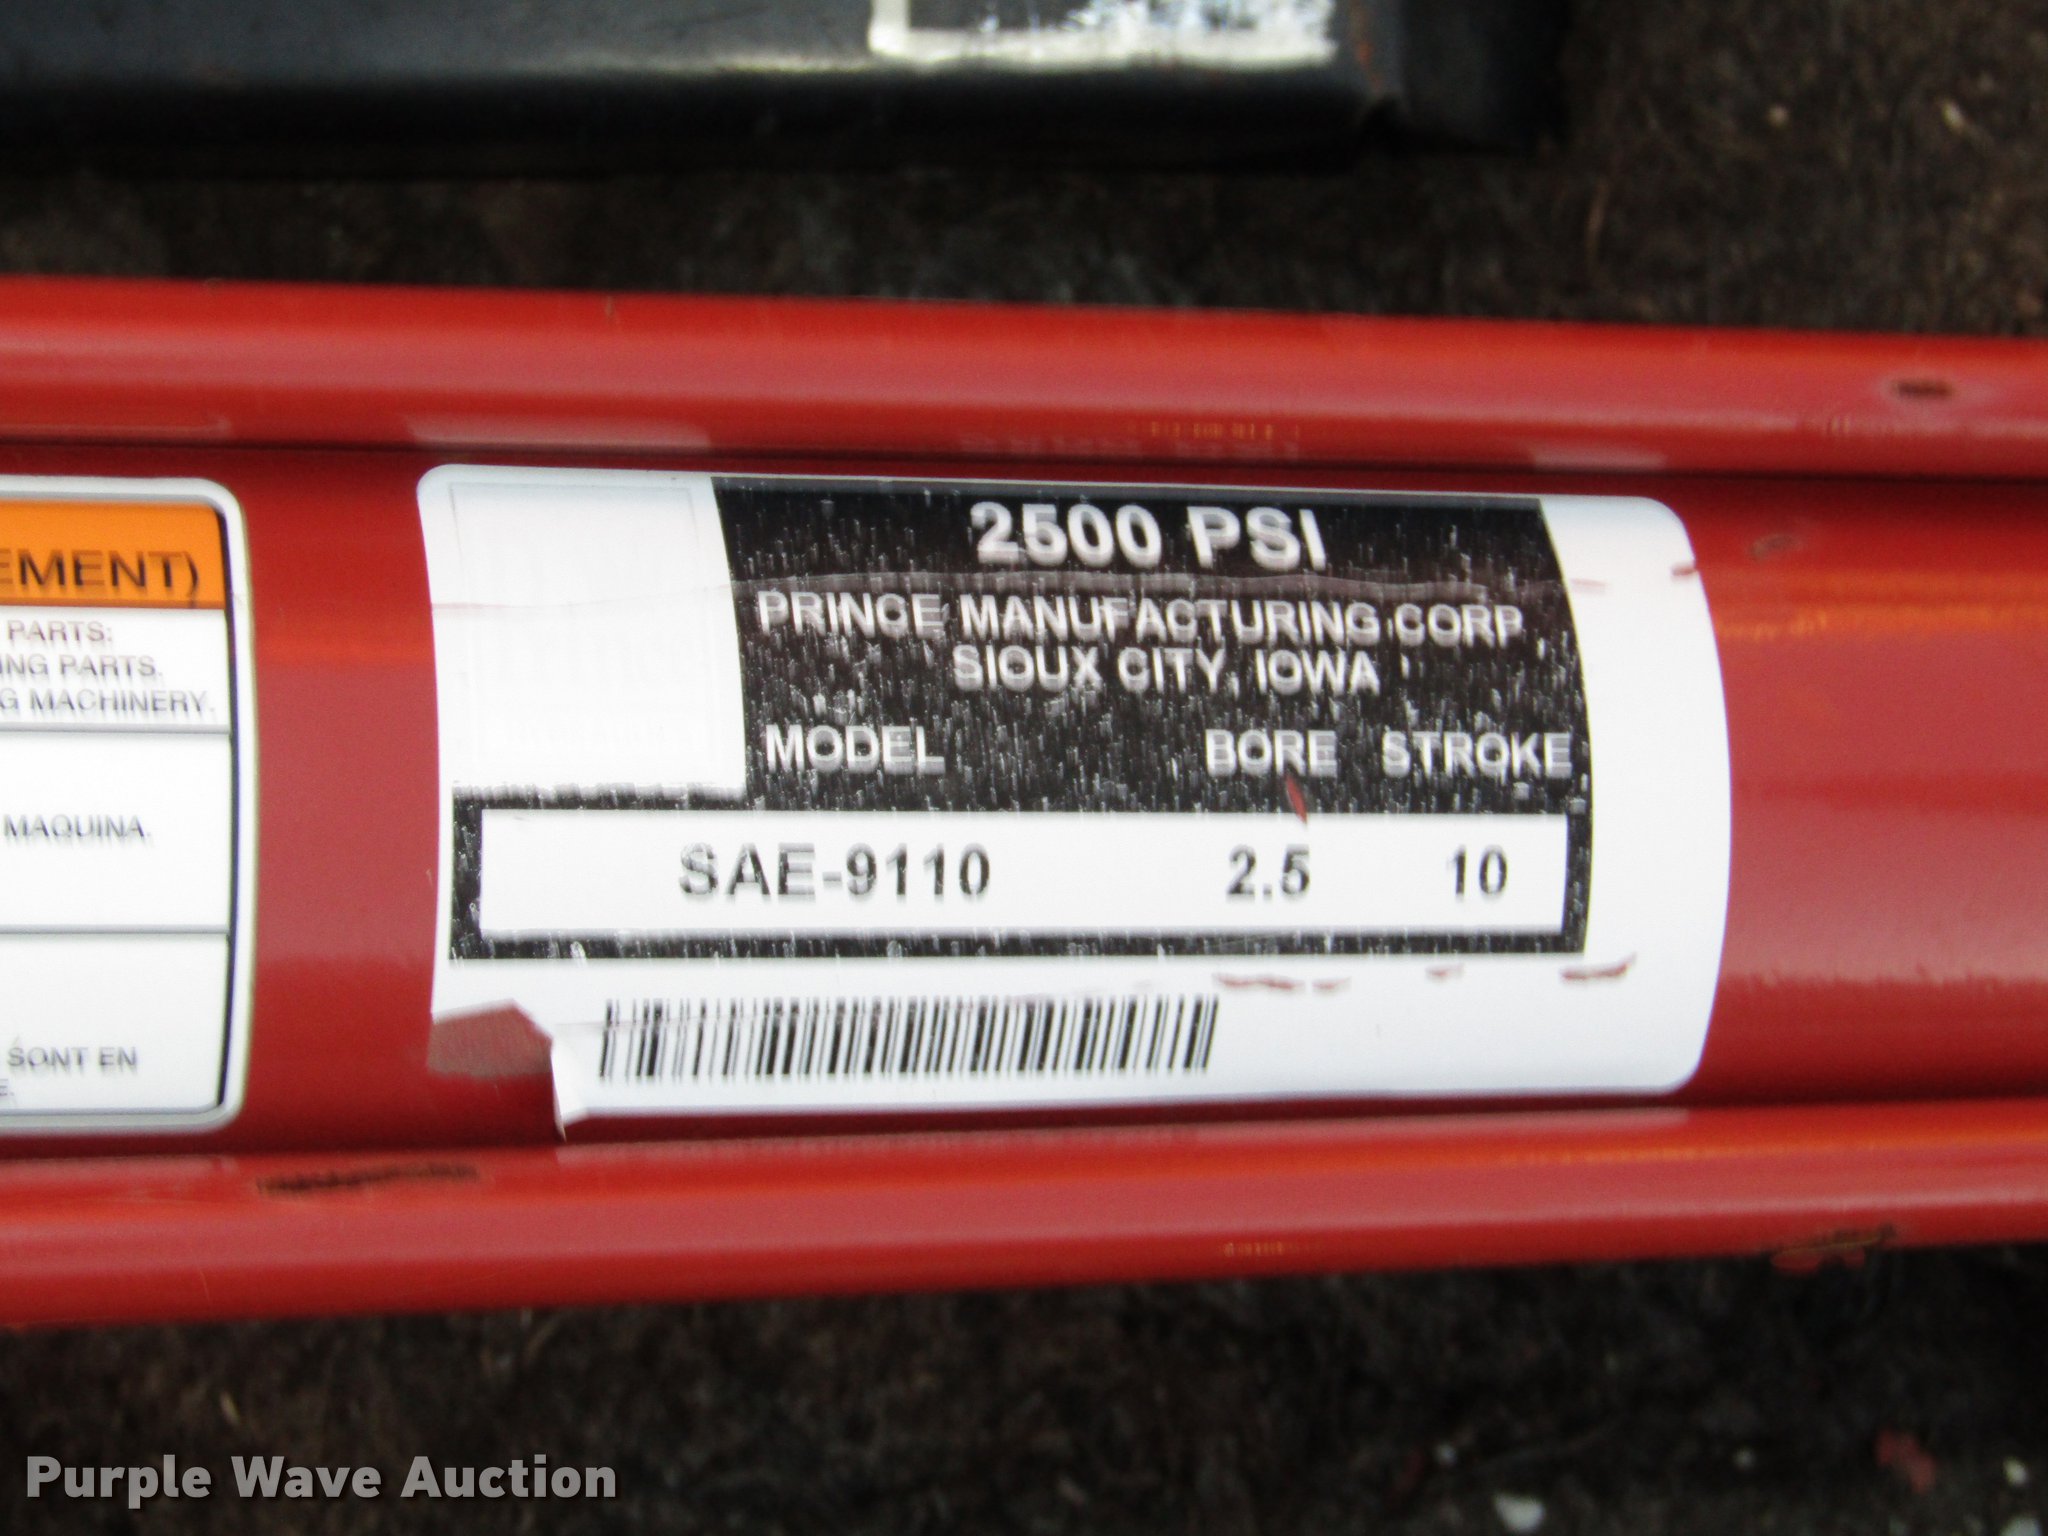 EMENT)
PARTS:
ING PARTS.
G MACHINERY.
MAQUINA.
SONT EN
2500 PSI
PRINCE MANUFACTURING CORP
SIOUX CITY, IOWA
MODEL BORE STROKE
SAE-9110 2.5 10
Purple Wave Auction